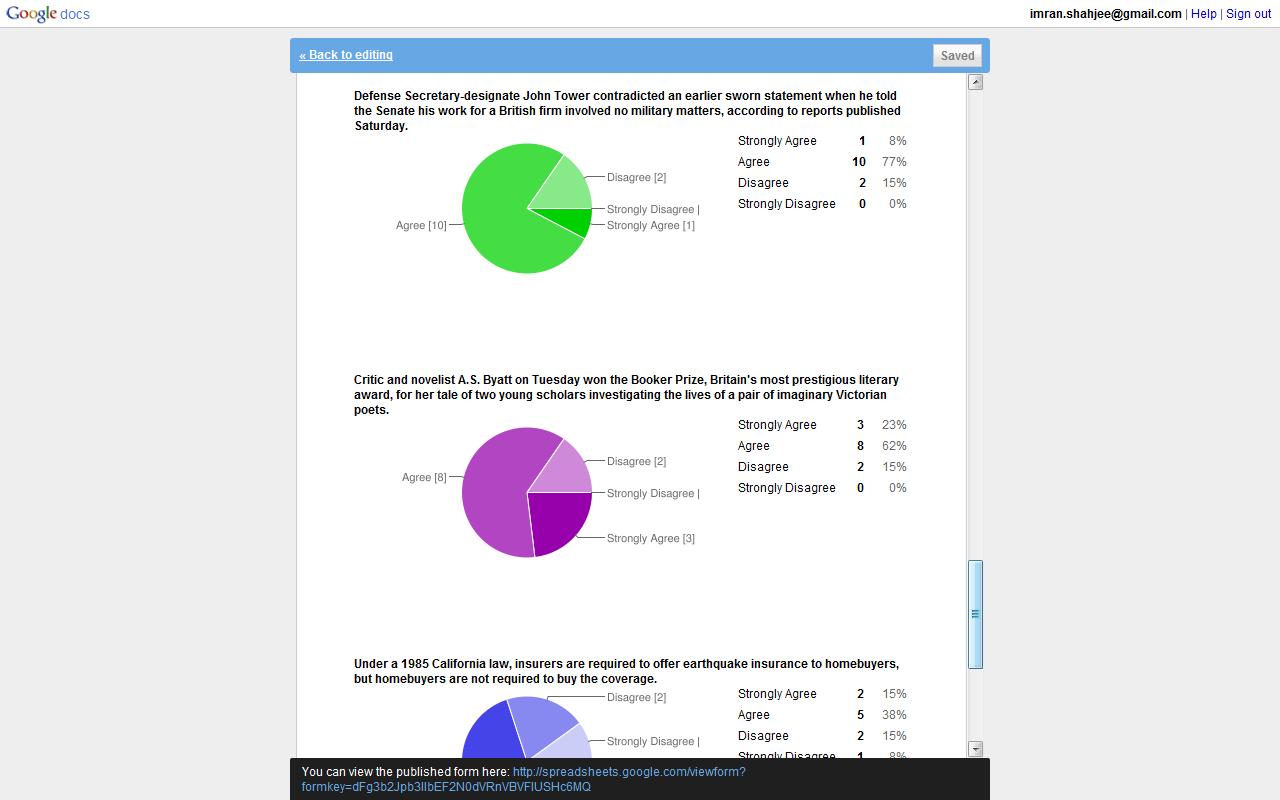 Google docs
imran.shahjee@gmail.com | Help | Sign out
« Back to editing
Saved
Defense Secretary-designate John Tower contradicted an earlier sworn statement when he told
the Senate his work for a British firm involved no military matters, according to reports published
Saturday.
Disagree [2]
Strongly Disagree |
Agree [10]
Strongly Agree [1]
Strongly Agree 1 8%
Agree 10 77%
Disagree 2 15%
Strongly Disagree 0 0%
Critic and novelist A.S. Byatt on Tuesday won the Booker Prize, Britain's most prestigious literary
award, for her tale of two young scholars investigating the lives of a pair of imaginary Victorian
poets.
Disagree [2]
Agree [8]
Strongly Disagree |
Strongly Agree [3]
Strongly Agree 3 23%
Agree 8 62%
Disagree 2 15%
Strongly Disagree 0 0%
Under a 1985 California law, insurers are required to offer earthquake insurance to homebuyers,
but homebuyers are not required to buy the coverage.
Disagree [2]
Strongly Disagree |
Strongly Agree 2 15%
Agree 5 38%
Disagree 2 15%
Strongly Disagree 1 8%
You can view the published form here: http://spreadsheets.google.com/viewform?
formkey=dFg3b2Jpb3llbEF2N0dVRnVBVFlUSHc6MQ